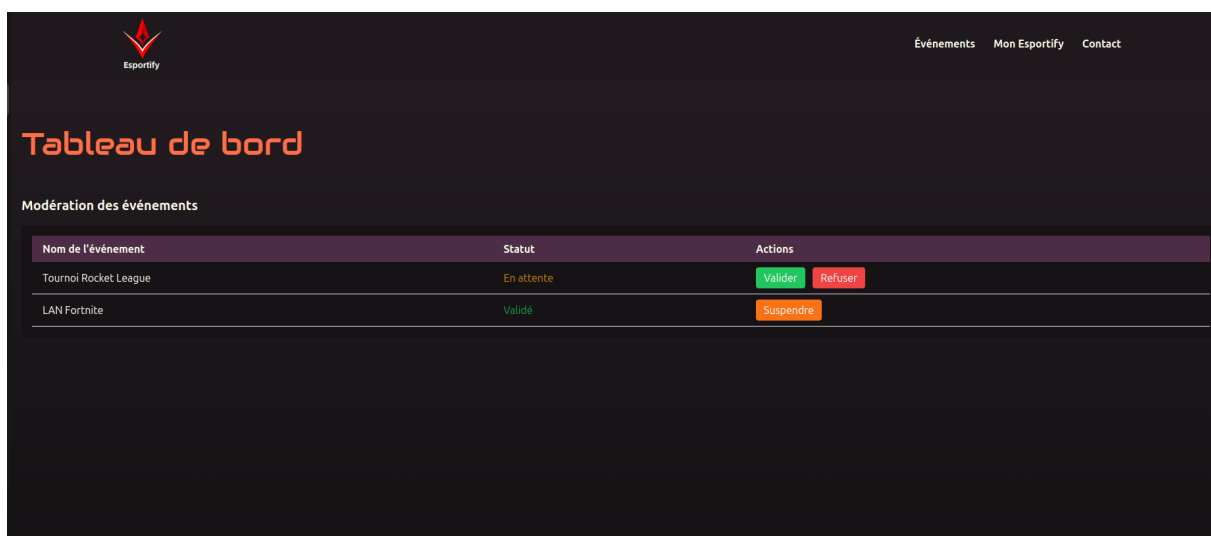 Esportify
Événements Mon Esportify Contact
Tableau de bord
Modération des événements
Nom de l'événement Statut Actions
Tournoi Rocket League En attente Valider Refuser
LAN Fortnite Validé Suspendre